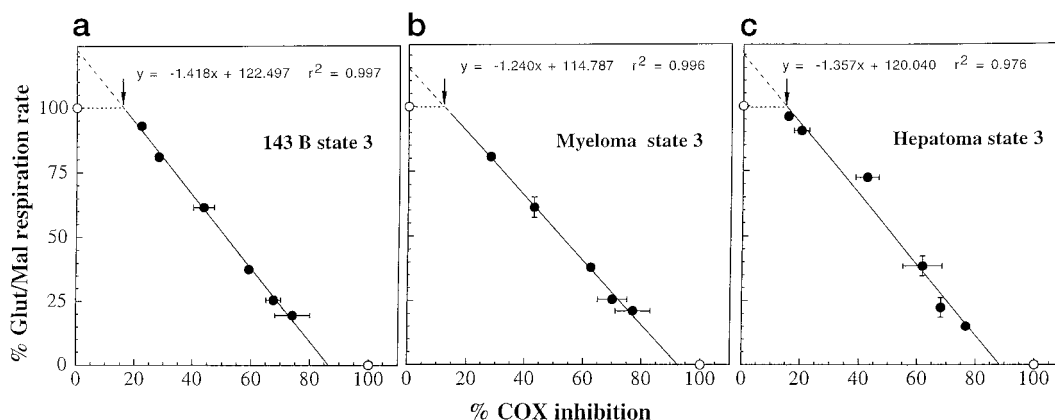 a
b
c
y = -1.418x + 122.497 r² = 0.997
y = -1.240x + 114.787 r² = 0.996
y = -1.357x + 120.040 r² = 0.976
143 B state 3
Myeloma state 3
Hepatoma state 3
% Glut/Mal respiration rate
100
75
50
25
0
0 20 40 60 80 100
0 20 40 60 80 100
0 20 40 60 80 100
% COX inhibition